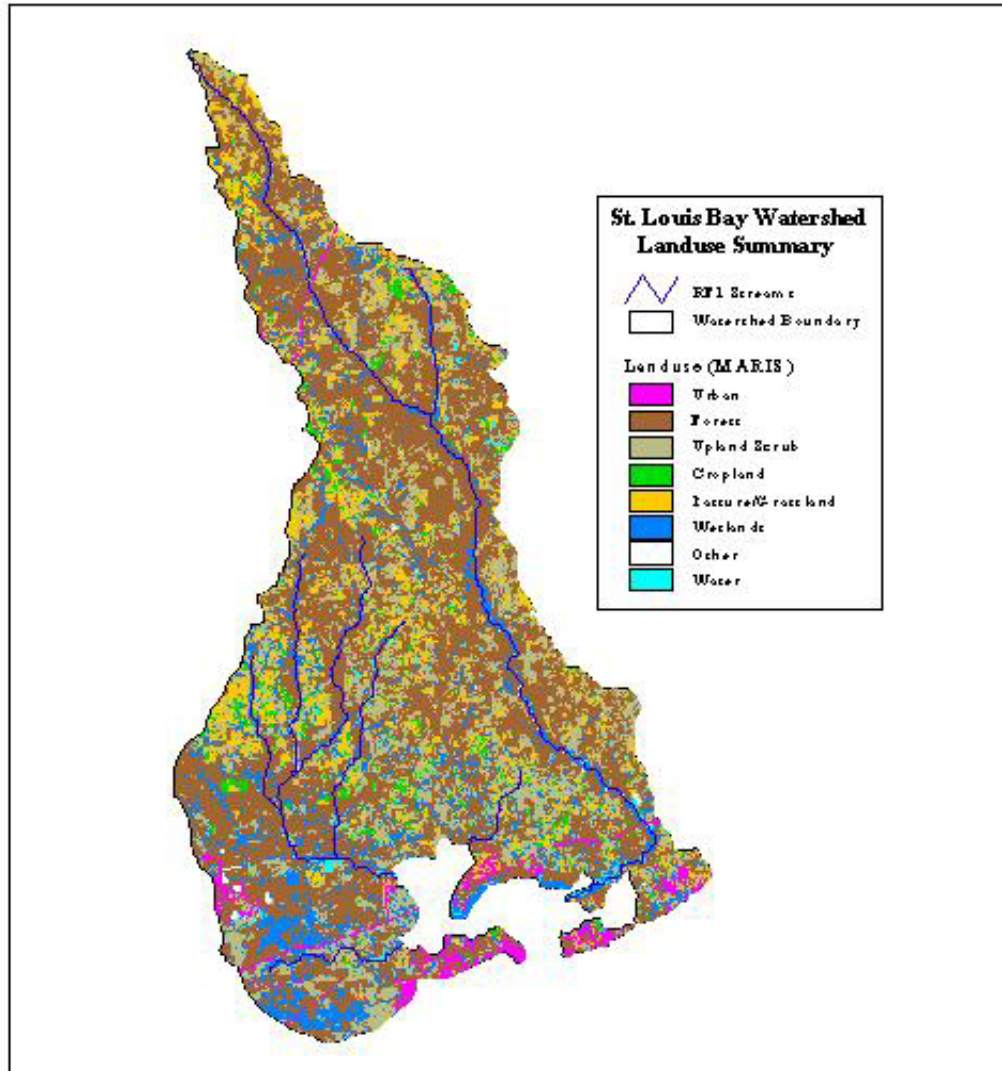 St. Louis Bay Watershed
Landuse Summary
RF1 Streams
Watershed Boundary
Landuse (MARIS)
Urban
Forest
Upland Scrub
Cropland
Pasture/Grassland
Wetlands
Other
Water